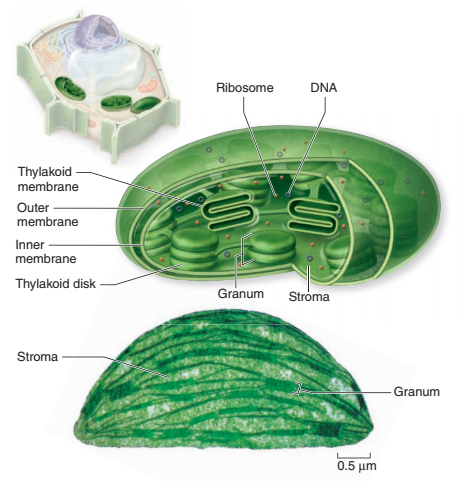 Ribosome
DNA
Thylakoid
membrane
Outer
membrane
Inner
membrane
Thylakoid disk
Granum
Stroma
Stroma
Granum
0.5 μm